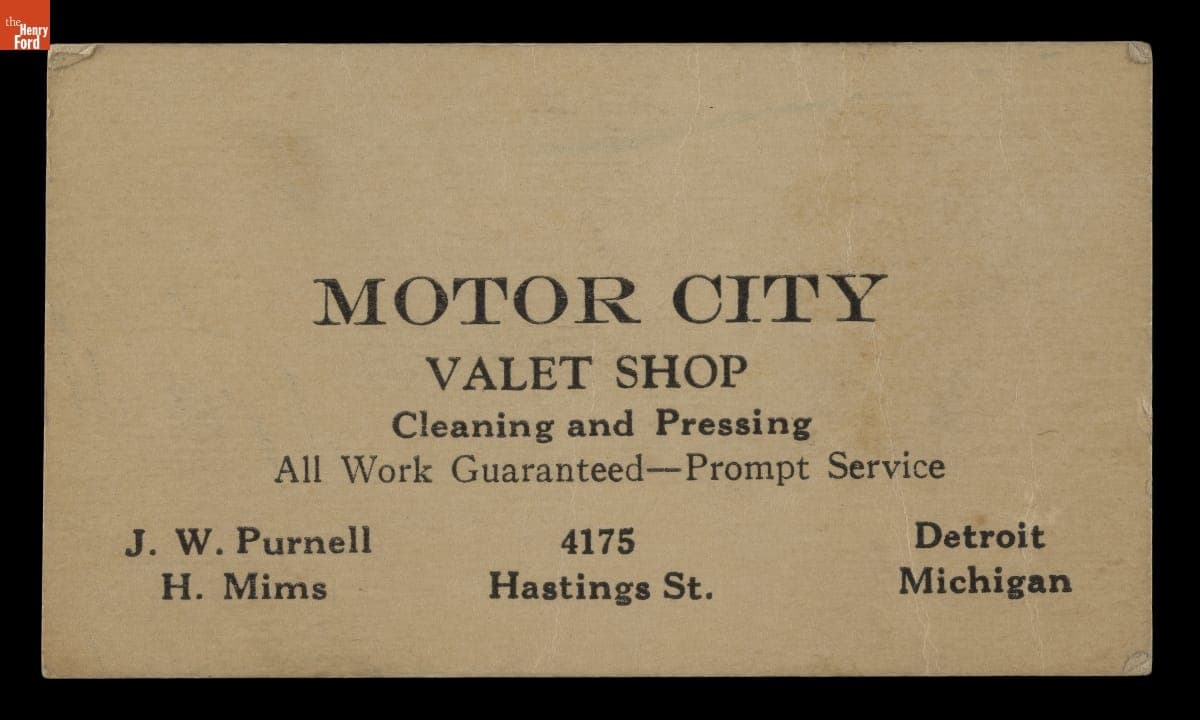 the
Henry
Ford
MOTOR CITY
VALET SHOP
Cleaning and Pressing
All Work Guaranteed—Prompt Service
J. W. Purnell 4175 Detroit
H. Mims Hastings St. Michigan